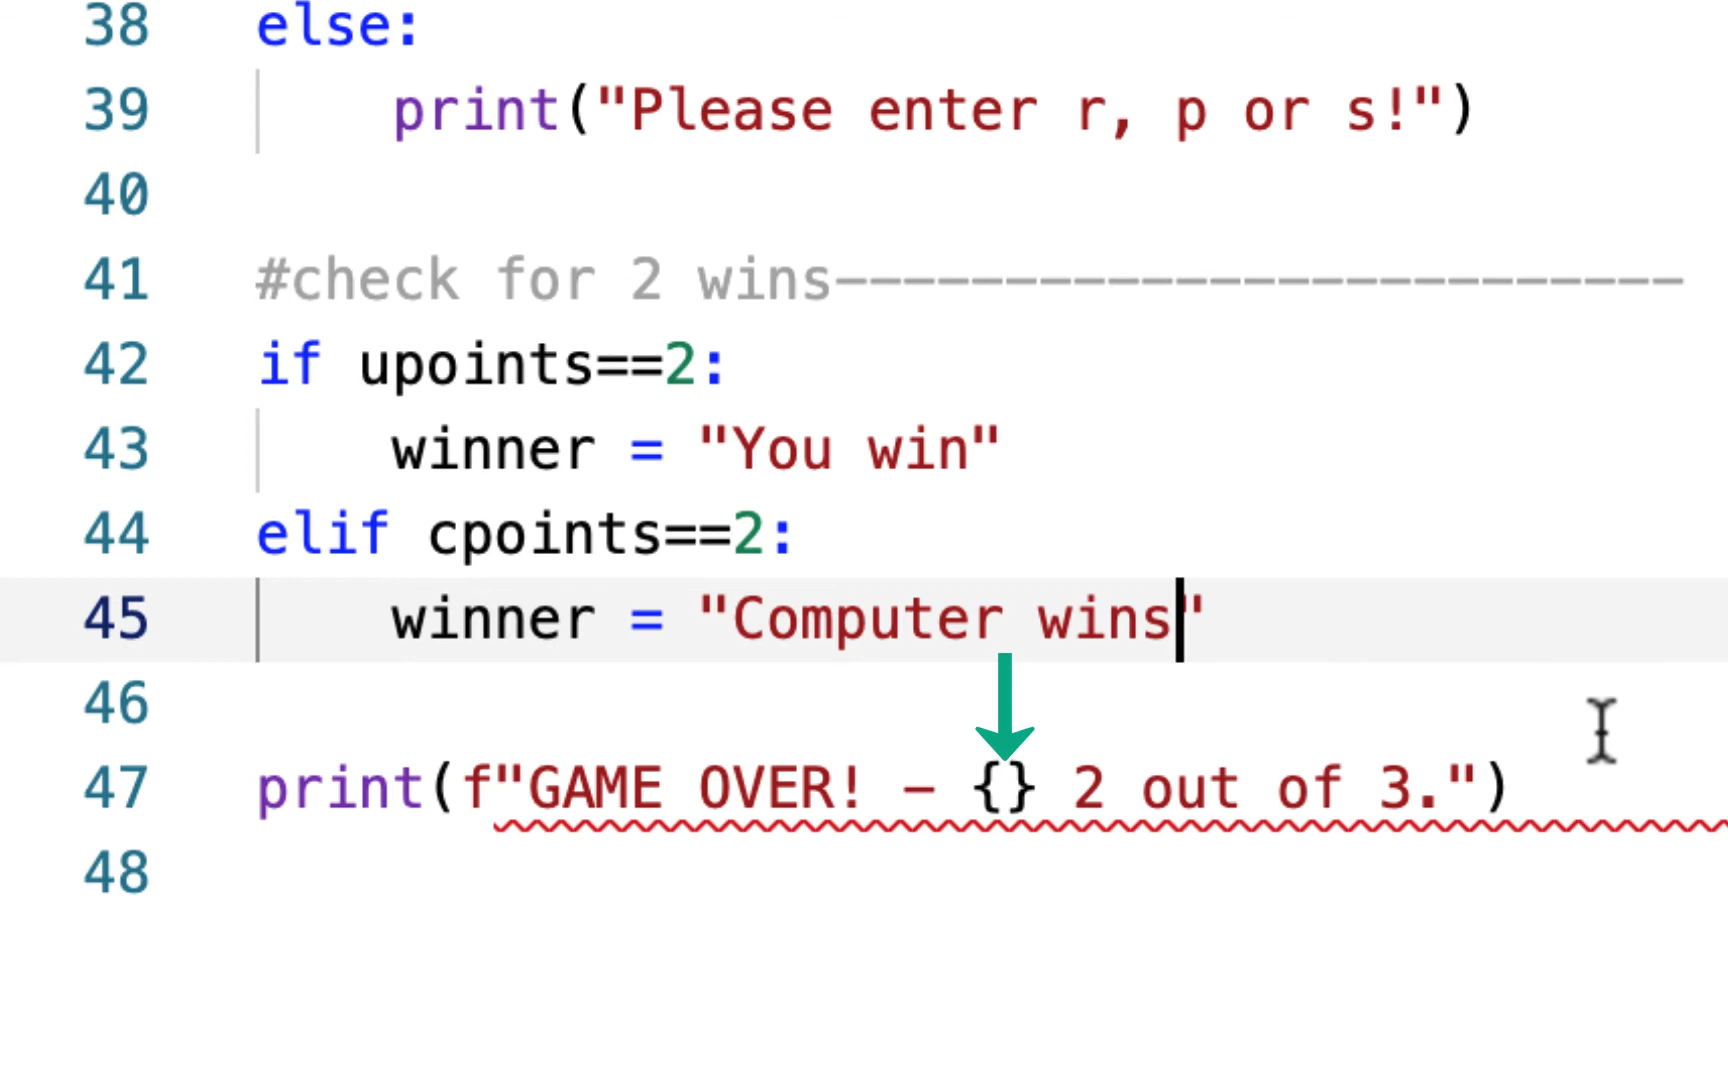 38 else:
39 print("Please enter r, p or s!")
40
41 #check for 2 wins-------------------------
42 if upoints==2:
43 winner = "You win"
44 elif cpoints==2:
45 winner = "Computer wins"
46
47 print(f"GAME OVER! - {} 2 out of 3.")
48